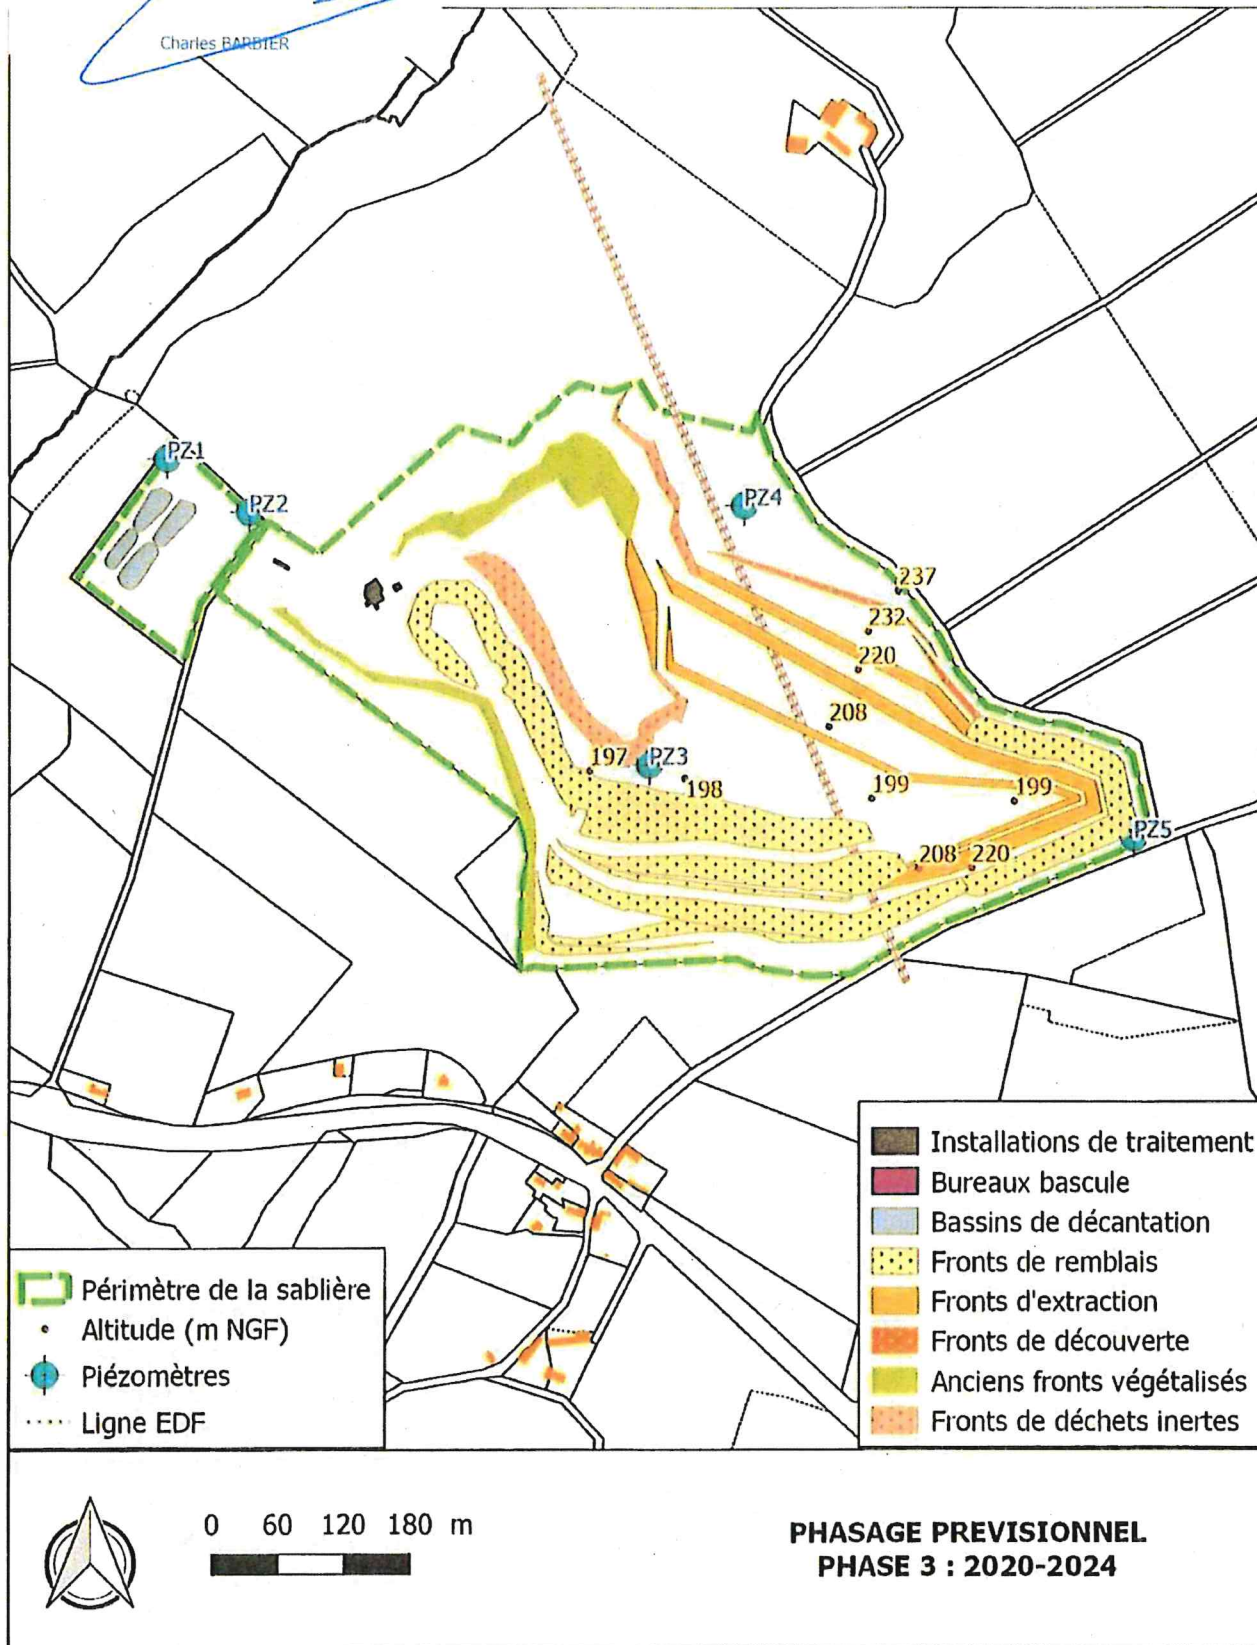 Charles BARBIER
PZ1
PZ2
PZ4
237
232
220
208
197
PZ3
198
199
199
PZ5
208
220
Installations de traitement
Bureaux bascule
Bassins de décantation
Fronts de remblais
Fronts d'extraction
Fronts de découverte
Anciens fronts végétalisés
Fronts de déchets inertes
Périmètre de la sablière
Altitude (m NGF)
Piézomètres
Ligne EDF
0 60 120 180 m
PHASAGE PREVISIONNEL
PHASE 3 : 2020-2024